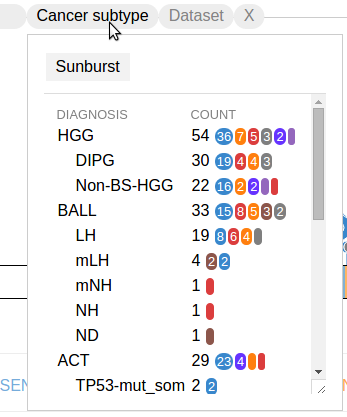 Cancer subtype Dataset X
Sunburst
DIAGNOSIS COUNT
HGG 54 36 7 5 3 2
DIPG 30 19 4 4 3
Non-BS-HGG 22 16 2 2
BALL 33 15 8 5 3 2
LH 19 8 6 4
mLH 4 2 2
mNH 1
NH 1
ND 1
ACT 29 23 4
SEN
TP53-mut_som 2 2